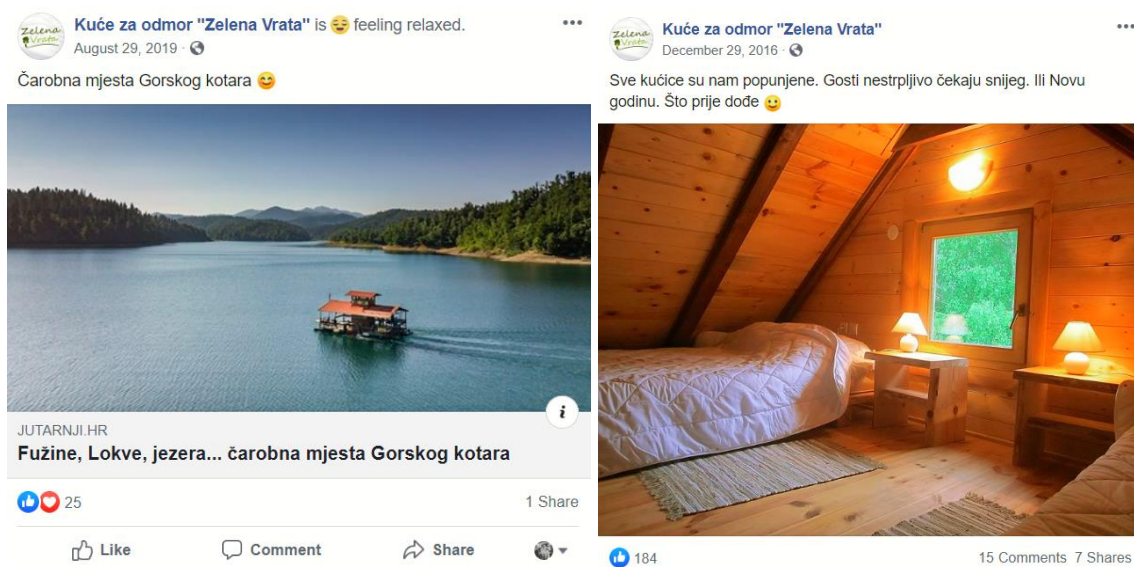 Zelena
Vrata
Kuće za odmor "Zelena Vrata" is 😌 feeling relaxed.
August 29, 2019 ·
Čarobna mjesta Gorskog kotara 😊
i
JUTARNJI.HR
Fužine, Lokve, jezera... čarobna mjesta Gorskog kotara
25
1 Share
Like
Comment
Share
Zelena
Vrata
Kuće za odmor "Zelena Vrata"
December 29, 2016 ·
Sve kućice su nam popunjene. Gosti nestrpljivo čekaju snijeg. Ili Novu
godinu. Što prije dođe 🙂
184
15 Comments 7 Shares